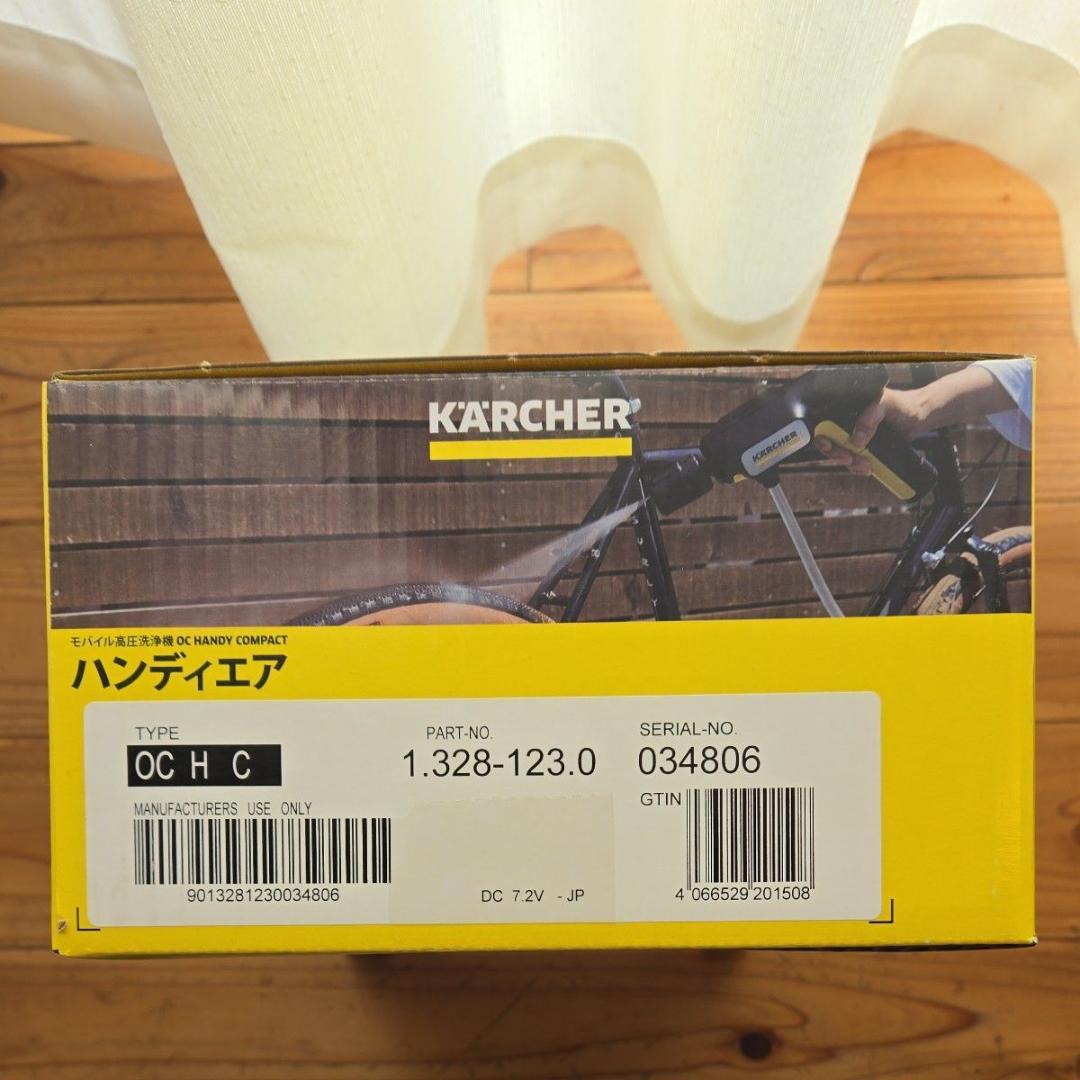 KÄRCHER
KÄRCHER
モバイル高圧洗浄機 OC HANDY COMPACT
ハンディエア
TYPE
OC H C
PART-NO.
1.328-123.0
SERIAL-NO.
034806
MANUFACTURERS USE ONLY
9013281230034806
DC 7.2V - JP
GTIN
4 066529 201508